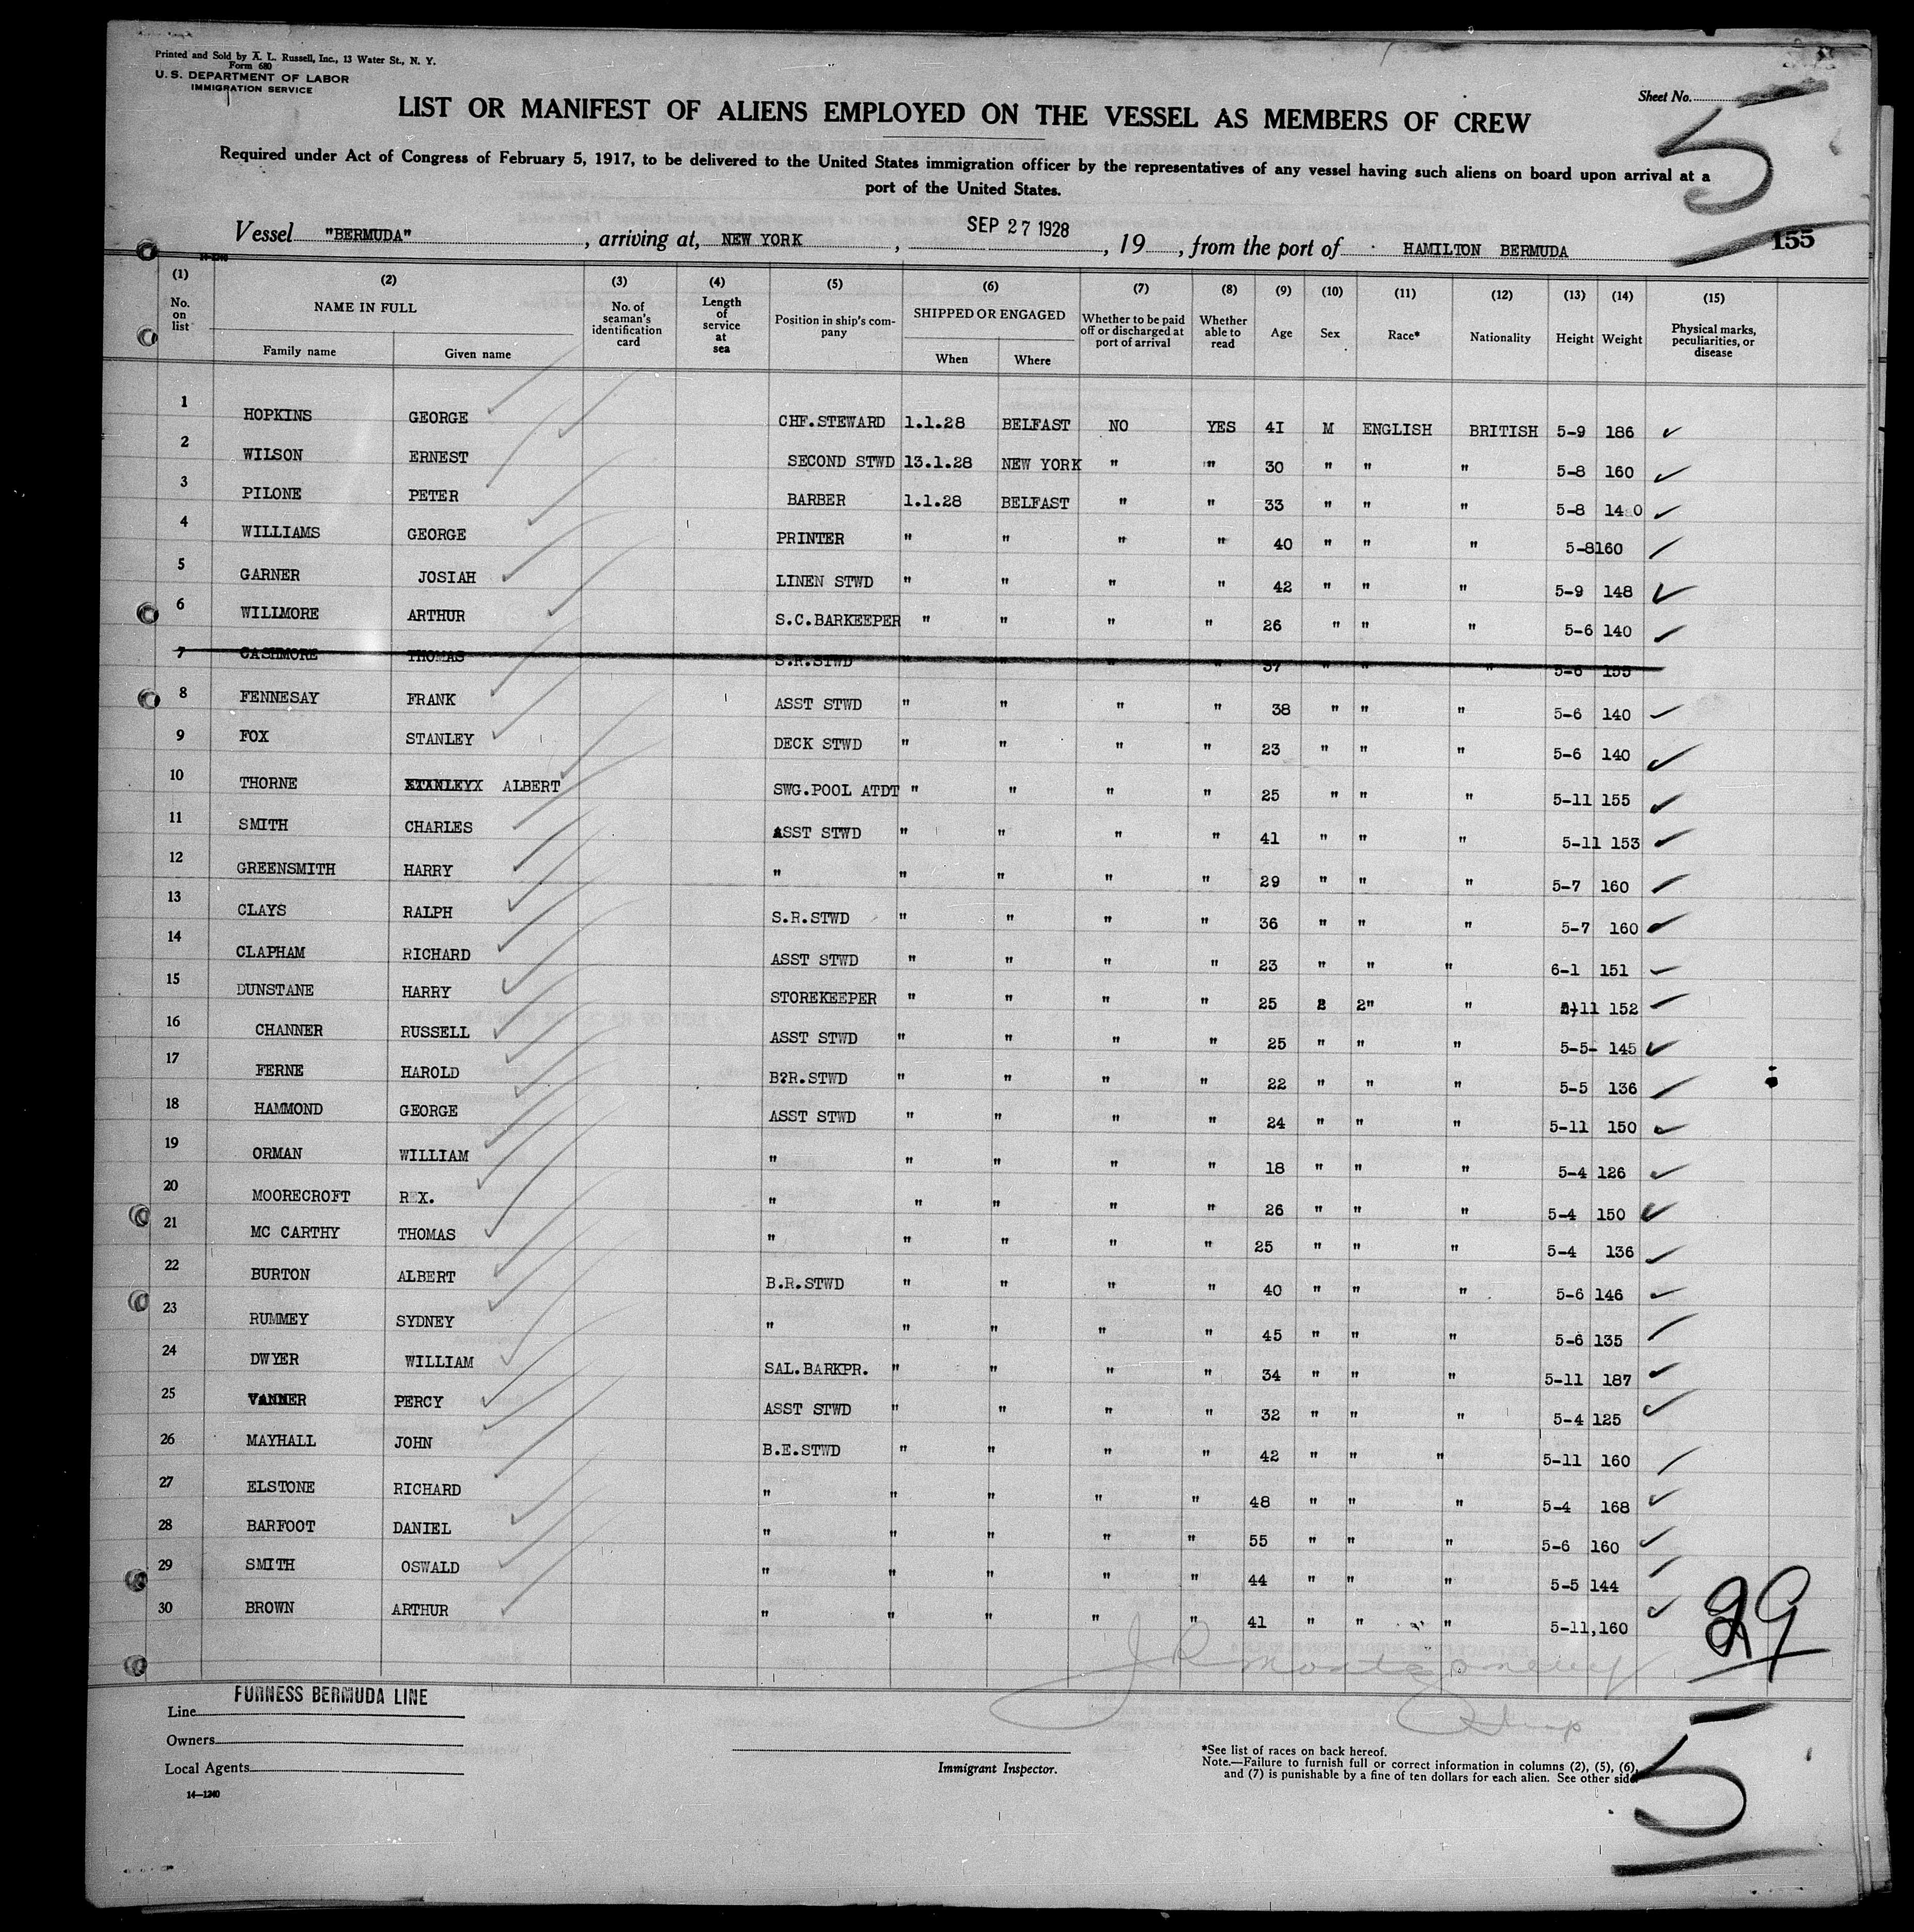 Printed and Sold by A. L. Russell, Inc., 13 Water St., N. Y.
Form 680
U. S. DEPARTMENT OF LABOR
IMMIGRATION SERVICE
Sheet No. 5
LIST OR MANIFEST OF ALIENS EMPLOYED ON THE VESSEL AS MEMBERS OF CREW
Required under Act of Congress of February 5, 1917, to be delivered to the United States immigration officer by the representatives of any vessel having such aliens on board upon arrival at a
port of the United States.
Vessel "BERMUDA", arriving at, NEW YORK, SEP 27 1928, 19, from the port of HAMILTON BERMUDA 155
14-1240
(1) (2) (3) (4) (5) (6) (7) (8) (9) (10) (11) (12) (13) (14) (15)
No. on list NAME IN FULL Family name Given name No. of seaman's identification card Length of service at sea Position in ship's company SHIPPED OR ENGAGED When Where Whether to be paid off or discharged at port of arrival Whether able to read Age Sex Race* Nationality Height Weight Physical marks, peculiarities, or disease
1 HOPKINS GEORGE CHF.STEWARD 1.1.28 BELFAST NO YES 4I M ENGLISH BRITISH 5-9 186
2 WILSON ERNEST SECOND STWD 13.1.28 NEW YORK " " 30 " " " 5-8 160
3 PILONE PETER BARBER 1.1.28 BELFAST " " 33 " " " 5-8 140
4 WILLIAMS GEORGE PRINTER " " " " 40 " " " 5-8 160
5 GARNER JOSIAH LINEN STWD " " " " 42 " " " 5-9 148
6 WILLMORE ARTHUR S.C.BARKEEPER " " " " 26 " " " 5-6 140
7 CASHMORE THOMAS S.R.STWD " " " " 37 " " " 5-6 155
8 FENNESAY FRANK ASST STWD " " " " 38 " " " 5-6 140
9 FOX STANLEY DECK STWD " " " " 23 " " " 5-6 140
10 THORNE XTANLEYX ALBERT SWG.POOL ATDT " " " " 25 " " " 5-11 155
11 SMITH CHARLES ASST STWD " " " " 41 " " " 5-11 153
12 GREENSMITH HARRY " " " " " 29 " " " 5-7 160
13 CLAYS RALPH S.R.STWD " " " " 36 " " " 5-7 160
14 CLAPHAM RICHARD ASST STWD " " " " 23 " " " 6-1 151
15 DUNSTANE HARRY STOREKEEPER " " " " 25 2 2" " 5-11 152
16 CHANNER RUSSELL ASST STWD " " " " 25 " " " 5-5- 145
17 FERNE HAROLD B?R.STWD " " " " 22 " " " 5-5 136
18 HAMMOND GEORGE ASST STWD " " " " 24 " " " 5-11 150
19 ORMAN WILLIAM " " " " " 18 " " " 5-4 126
20 MOORECROFT REX. " " " " " 26 " " " 5-4 150
21 MC CARTHY THOMAS " " " " " 25 " " " 5-4 136
22 BURTON ALBERT B.R.STWD " " " " 40 " " " 5-6 146
23 RUMMEY SYDNEY " " " " " 45 " " " 5-6 135
24 DWYER WILLIAM SAL.BARKPR. " " " " 34 " " " 5-11 187
25 VANNER PERCY ASST STWD " " " " 32 " " " 5-4 125
26 MAYHALL JOHN B.E.STWD " " " " 42 " " " 5-11 160
27 ELSTONE RICHARD " " " " " 48 " " " 5-4 168
28 BARFOOT DANIEL " " " " " 55 " " " 5-6 160
29 SMITH OSWALD " " " " " 44 " " " 5-5 144
30 BROWN ARTHUR " " " " " 41 " " " 5-11,160
29
J R Montgomery
Line FURNESS BERMUDA LINE
Owners
Local Agents
14-1240
Immigrant Inspector.
*See list of races on back hereof.
Note.—Failure to furnish full or correct information in columns (2), (5), (6),
and (7) is punishable by a fine of ten dollars for each alien. See other side
5